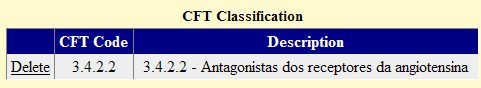 CFT Classification
CFT Code Description
Delete 3.4.2.2 3.4.2.2 - Antagonistas dos receptores da angiotensina